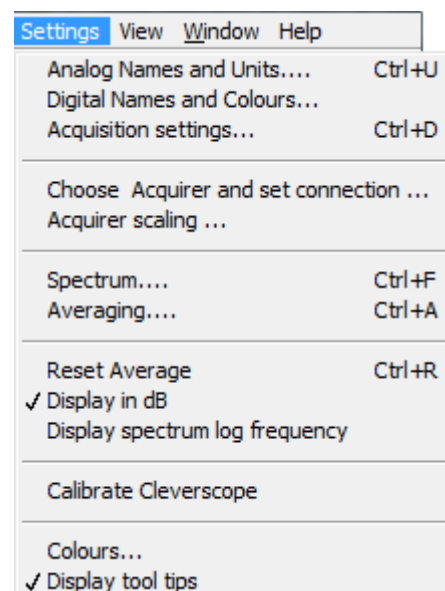 Settings View Window Help
Analog Names and Units.... Ctrl+U
Digital Names and Colours...
Acquisition settings... Ctrl+D
Choose  Acquirer and set connection ...
Acquirer scaling ...
Spectrum.... Ctrl+F
Averaging.... Ctrl+A
Reset Average Ctrl+R
✓ Display in dB
Display spectrum log frequency
Calibrate Cleverscope
Colours...
✓ Display tool tips